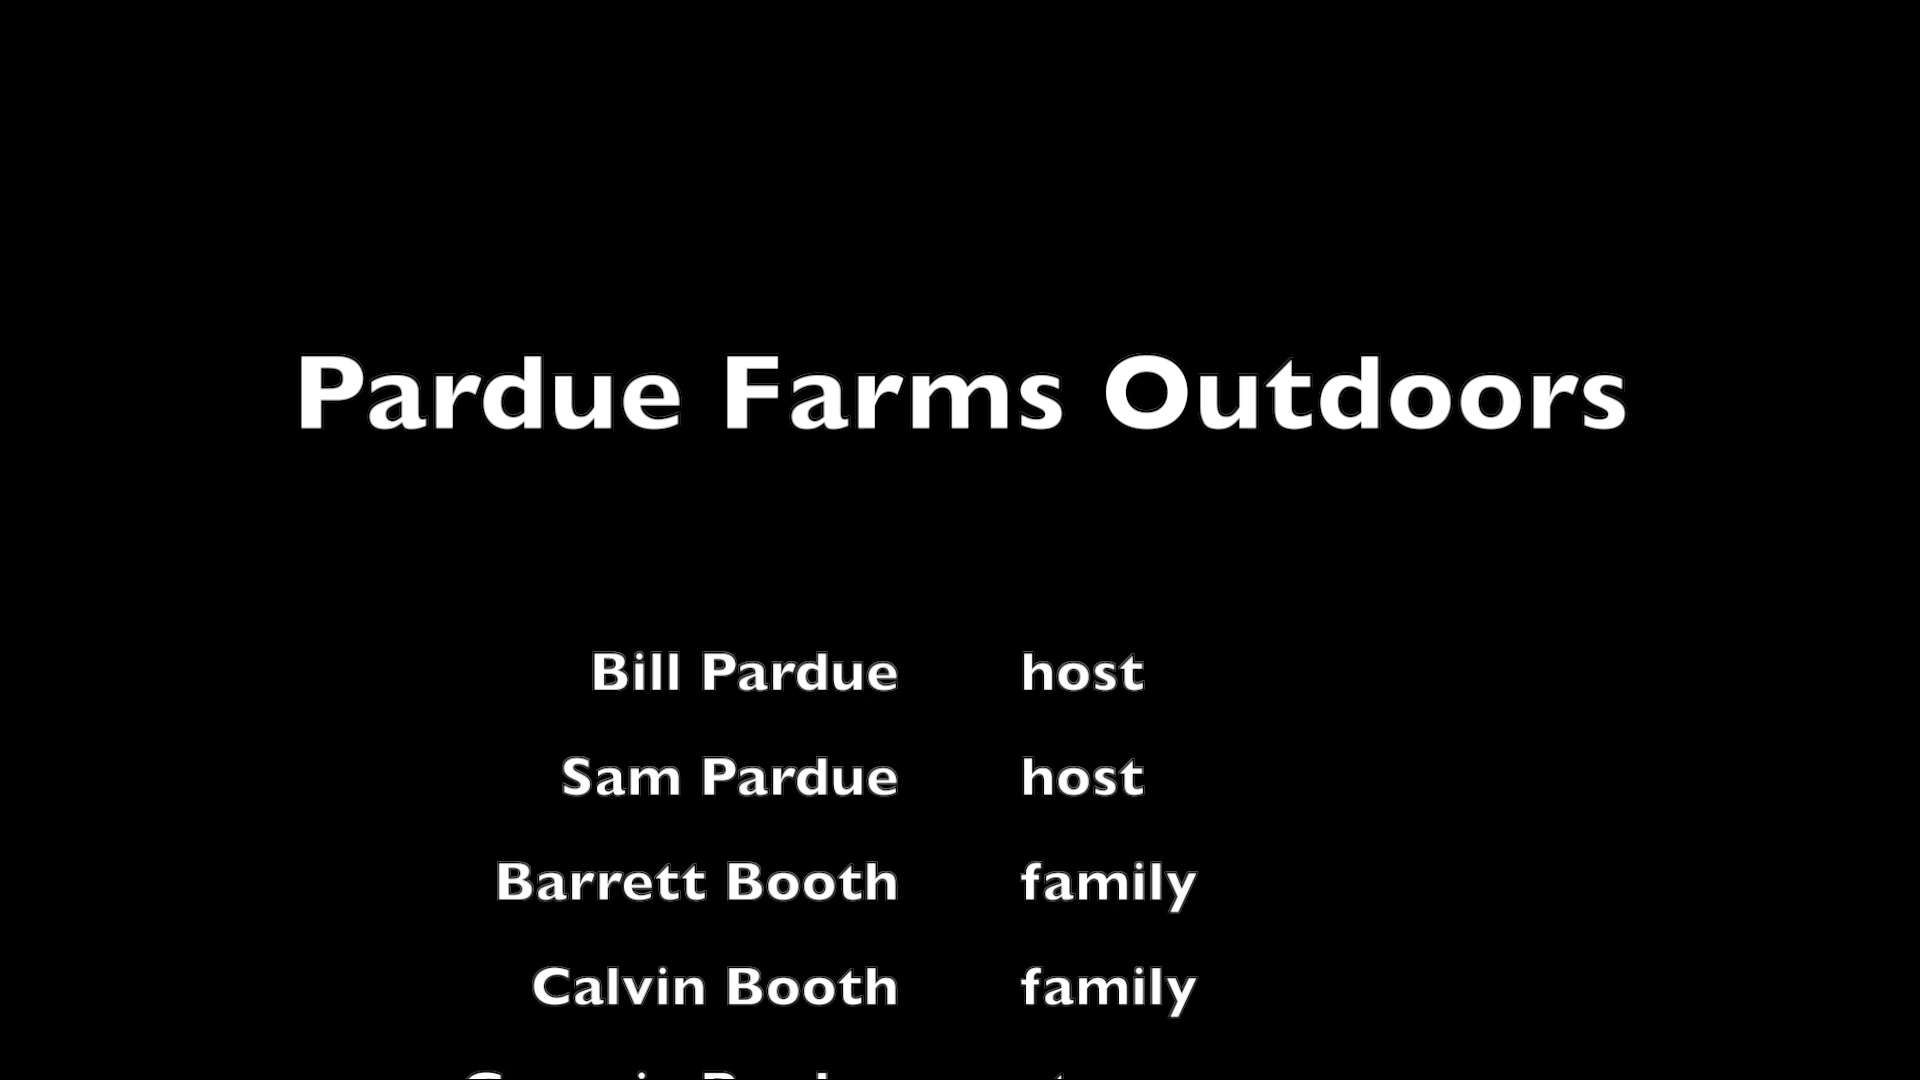 Pardue Farms Outdoors
Bill Pardue host
Sam Pardue host
Barrett Booth family
Calvin Booth family